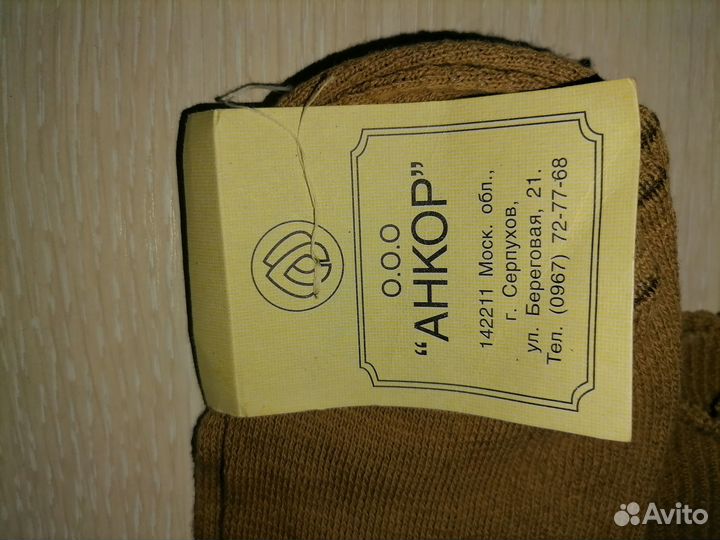 О.О.О
“АНКОР”
142211 Моск. обл.,
г. Серпухов,
ул. Береговая, 21.
Тел. (0967) 72-77-68
Avito